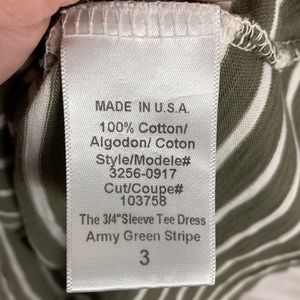 MADE IN U.S.A.
100% Cotton/
Algodon/ Coton
Style/Modele#
3256-0917
Cut/Coupe#
103758
The 3/4"Sleeve Tee Dress
Army Green Stripe
3